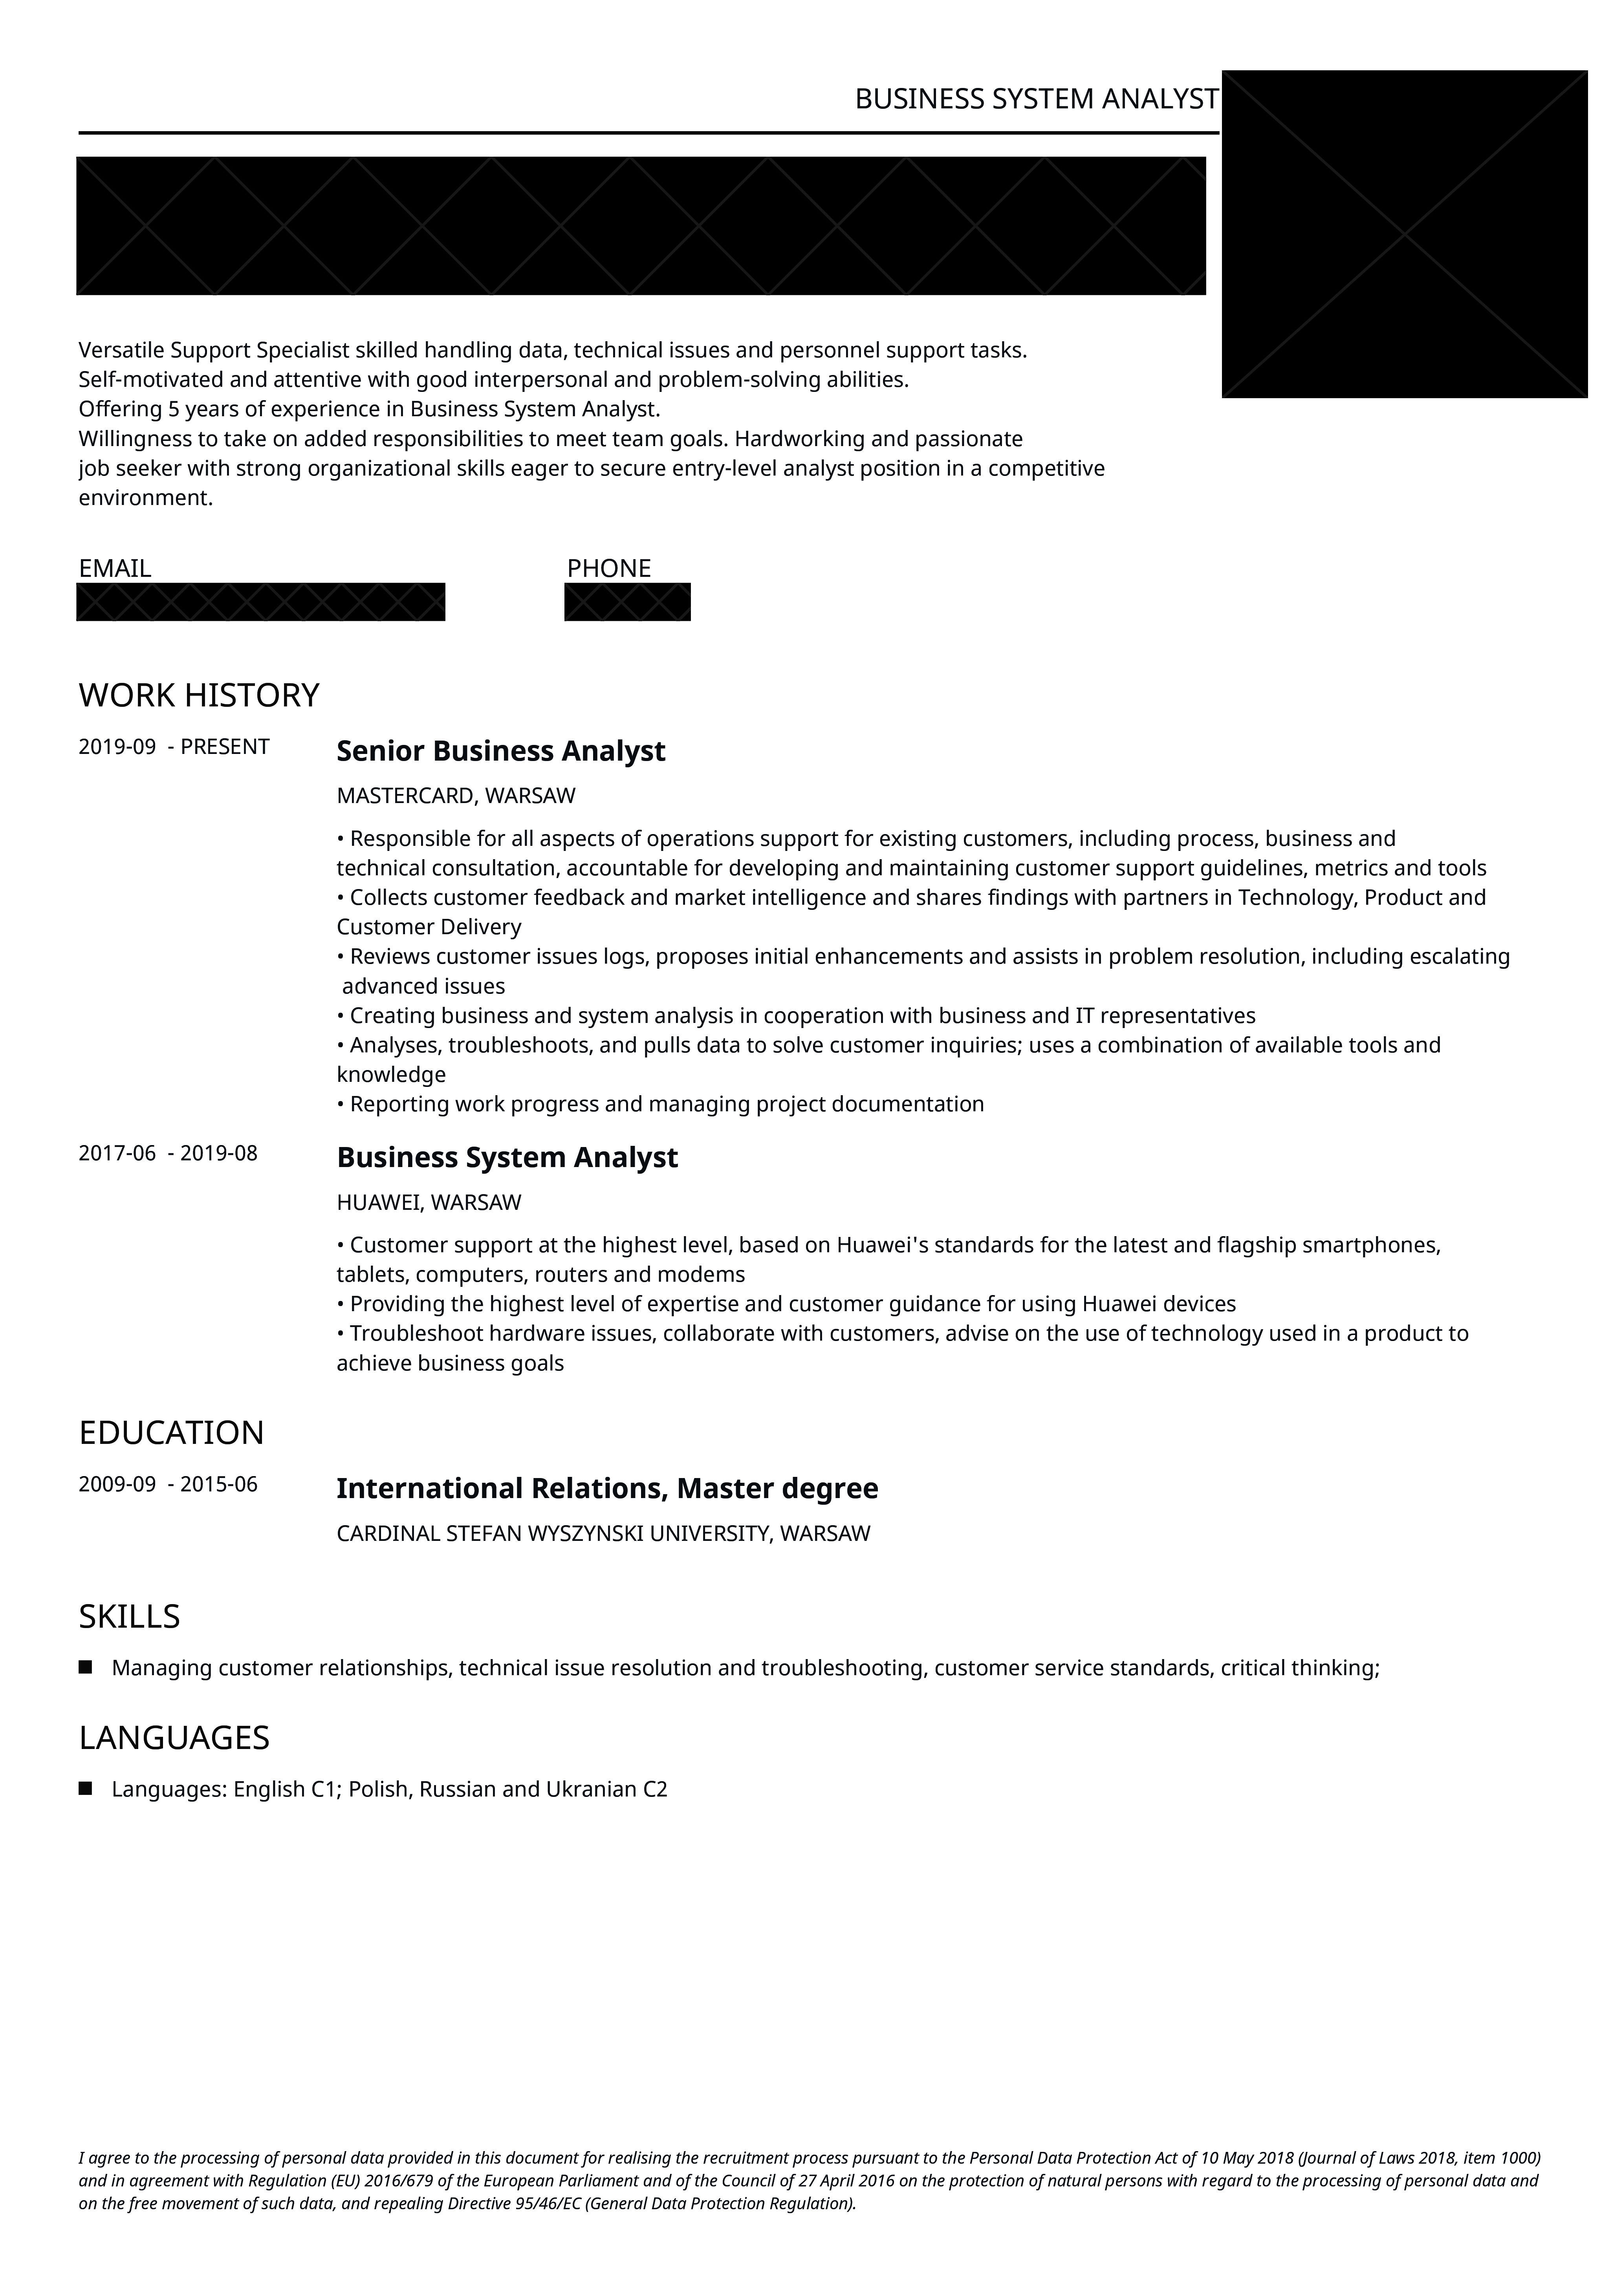 BUSINESS SYSTEM ANALYST
Versatile Support Specialist skilled handling data, technical issues and personnel support tasks.
Self-motivated and attentive with good interpersonal and problem-solving abilities.
Offering 5 years of experience in Business System Analyst.
Willingness to take on added responsibilities to meet team goals. Hardworking and passionate
job seeker with strong organizational skills eager to secure entry-level analyst position in a competitive
environment.
EMAIL PHONE
WORK HISTORY
2019-09 - PRESENT Senior Business Analyst
MASTERCARD, WARSAW
• Responsible for all aspects of operations support for existing customers, including process, business and
technical consultation, accountable for developing and maintaining customer support guidelines, metrics and tools
• Collects customer feedback and market intelligence and shares findings with partners in Technology, Product and
Customer Delivery
• Reviews customer issues logs, proposes initial enhancements and assists in problem resolution, including escalating
advanced issues
• Creating business and system analysis in cooperation with business and IT representatives
• Analyses, troubleshoots, and pulls data to solve customer inquiries; uses a combination of available tools and
knowledge
• Reporting work progress and managing project documentation
2017-06 - 2019-08 Business System Analyst
HUAWEI, WARSAW
• Customer support at the highest level, based on Huawei's standards for the latest and flagship smartphones,
tablets, computers, routers and modems
• Providing the highest level of expertise and customer guidance for using Huawei devices
• Troubleshoot hardware issues, collaborate with customers, advise on the use of technology used in a product to
achieve business goals
EDUCATION
2009-09 - 2015-06 International Relations, Master degree
CARDINAL STEFAN WYSZYNSKI UNIVERSITY, WARSAW
SKILLS
■ Managing customer relationships, technical issue resolution and troubleshooting, customer service standards, critical thinking;
LANGUAGES
■ Languages: English C1; Polish, Russian and Ukranian C2
I agree to the processing of personal data provided in this document for realising the recruitment process pursuant to the Personal Data Protection Act of 10 May 2018 (Journal of Laws 2018, item 1000)
and in agreement with Regulation (EU) 2016/679 of the European Parliament and of the Council of 27 April 2016 on the protection of natural persons with regard to the processing of personal data and
on the free movement of such data, and repealing Directive 95/46/EC (General Data Protection Regulation).